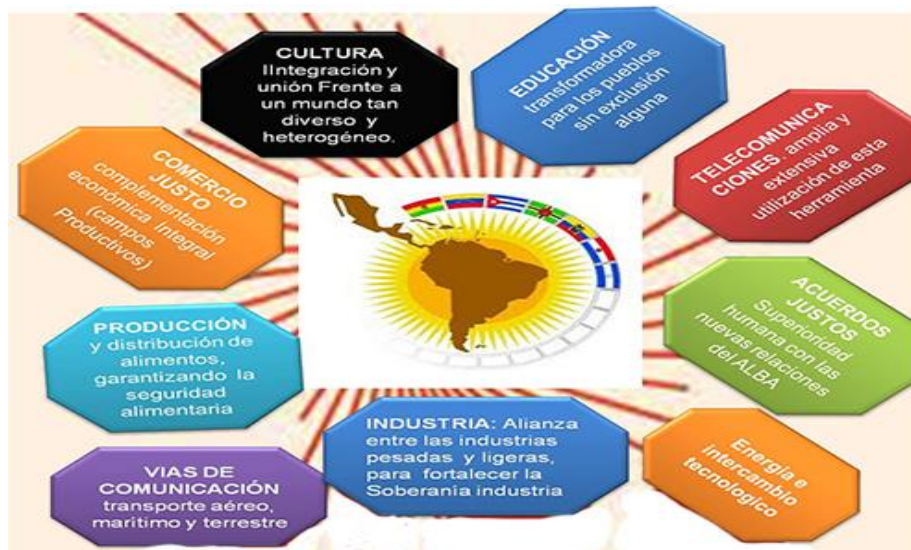 CULTURA
IIntegración y
unión Frente a
un mundo tan
diverso y
heterogéneo.
EDUCACIÓN
transformadora
para los pueblos
sin exclusión
alguna
TELECOMUNICA
CIONES. amplia y
extensiva
utilización de esta
herramienta
COMERCIO
JUSTO
complementación
económica Integral
(campos
Productivos)
ACUERDOS
JUSTOS
Superioridad
humana con las
nuevas relaciones
del ALBA
PRODUCCIÓN
y distribución de
alimentos,
garantizando la
seguridad
alimentaria
INDUSTRIA: Alianza
entre las industrias
pesadas y ligeras,
para fortalecer la
Soberanía industria
Energía e
intercambio
tecnologico
VIAS DE
COMUNICACIÓN
transporte aéreo,
marítimo y terrestre